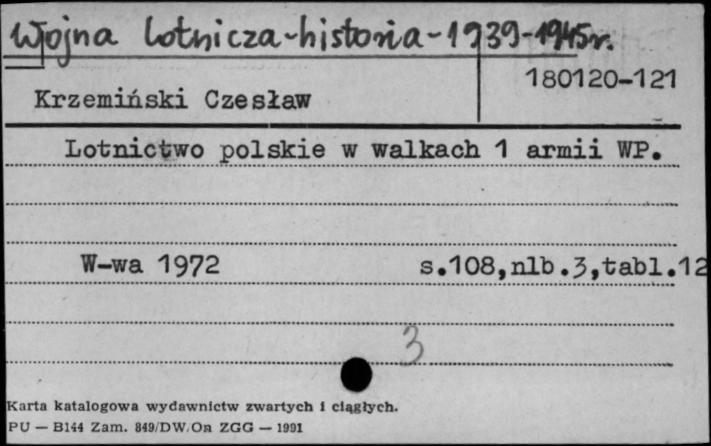 Wojna lotnicza-historia-1939-1945r.
180120-121
Krzemiński Czesław
Lotnictwo polskie w walkach 1 armii WP.
W-wa 1972 s.108,nlb.3,tabl.12
3
Karta katalogowa wydawnictw zwartych i ciągłych.
PU — B144 Zam. 849/DW/Oa ZGG — 1991